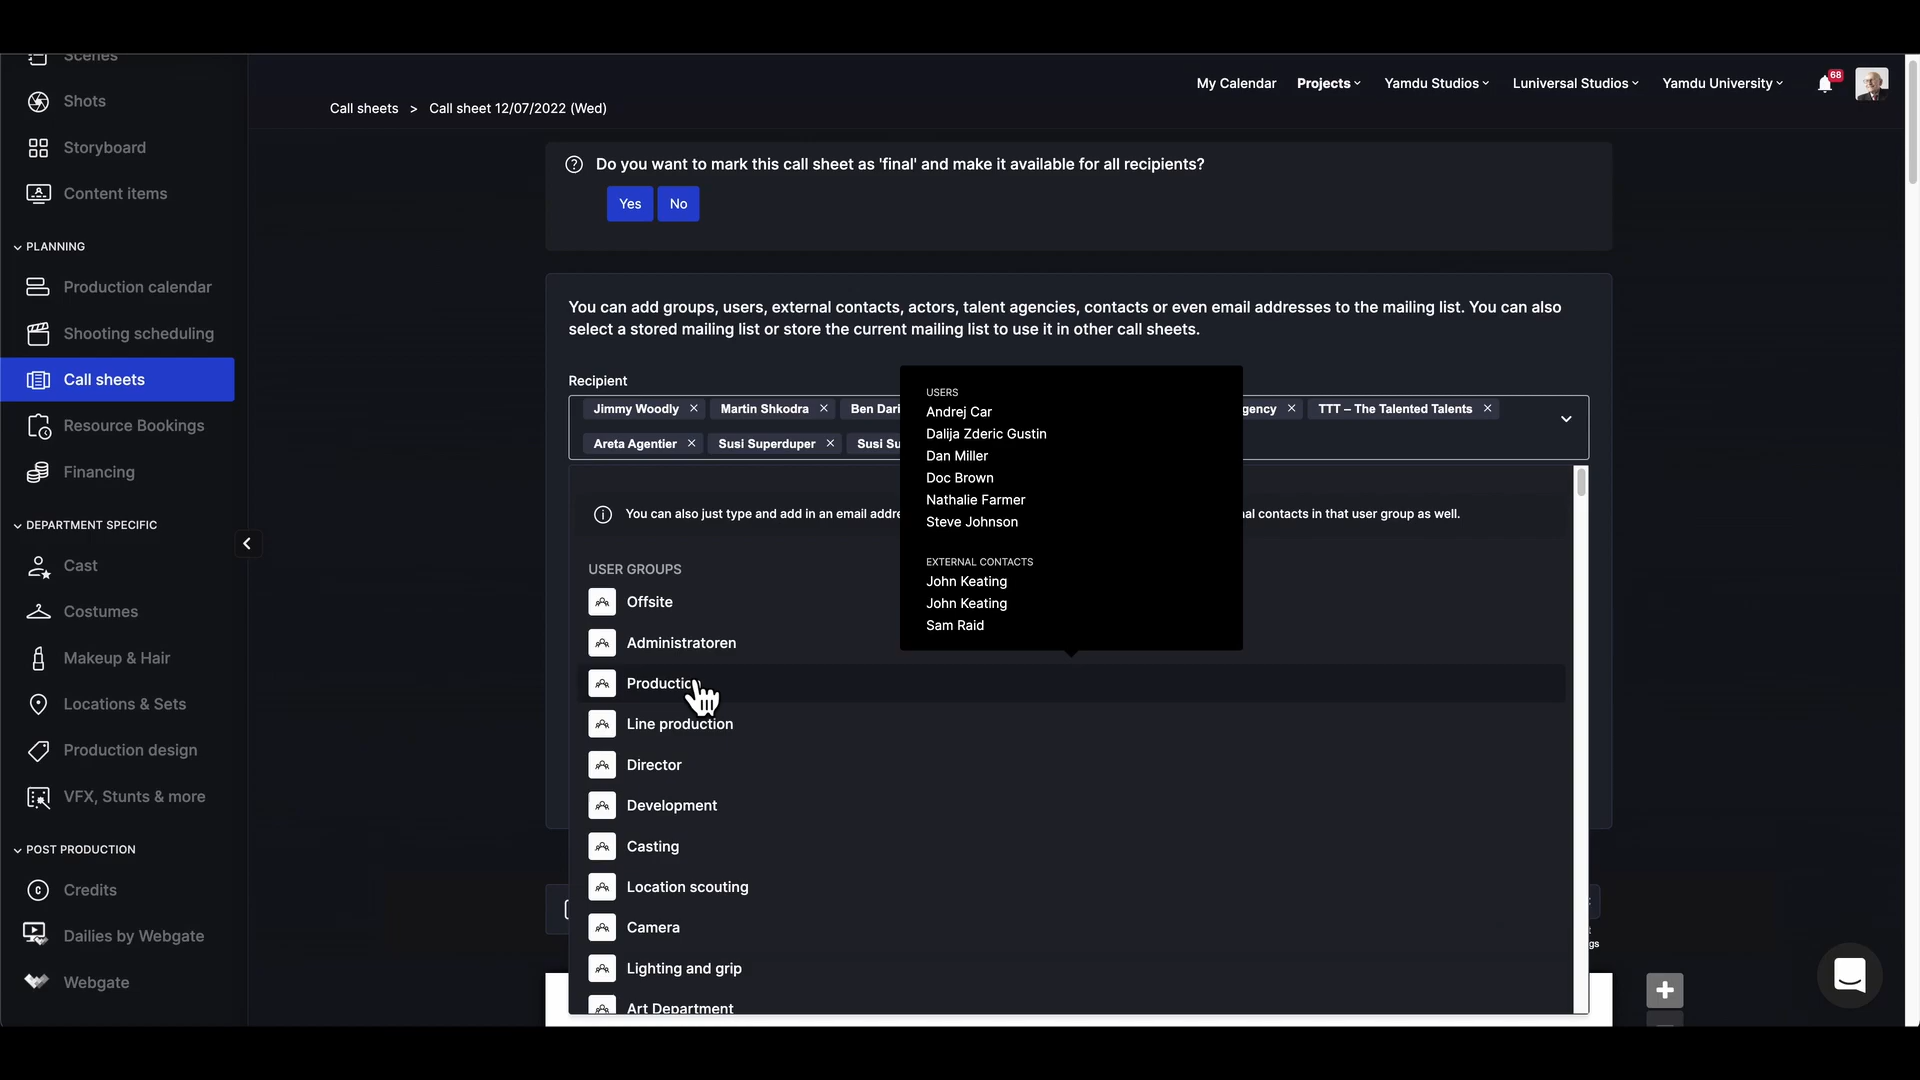 Scenes
Shots
Storyboard
Content items
PLANNING
Production calendar
Shooting scheduling
Call sheets
Resource Bookings
Financing
DEPARTMENT SPECIFIC
Cast
Costumes
Makeup & Hair
Locations & Sets
Production design
VFX, Stunts & more
POST PRODUCTION
Credits
Dailies by Webgate
Webgate
My Calendar Projects Yamdu Studios Luniversal Studios Yamdu University 68
Call sheets > Call sheet 12/07/2022 (Wed)
Do you want to mark this call sheet as 'final' and make it available for all recipients?
Yes No
You can add groups, users, external contacts, actors, talent agencies, contacts or even email addresses to the mailing list. You can also
select a stored mailing list or store the current mailing list to use it in other call sheets.
Recipient
Jimmy Woodly × Martin Shkodra × Ben Dari gency × TTT – The Talented Talents ×
Areta Agentier × Susi Superduper × Susi Su
USERS
Andrej Car
Dalija Zderic Gustin
Dan Miller
Doc Brown
Nathalie Farmer
Steve Johnson
EXTERNAL CONTACTS
John Keating
John Keating
Sam Raid
You can also just type and add in an email addre al contacts in that user group as well.
USER GROUPS
Offsite
Administratoren
Productio
Line production
Director
Development
Casting
Location scouting
Camera
Lighting and grip
Art Department
gs